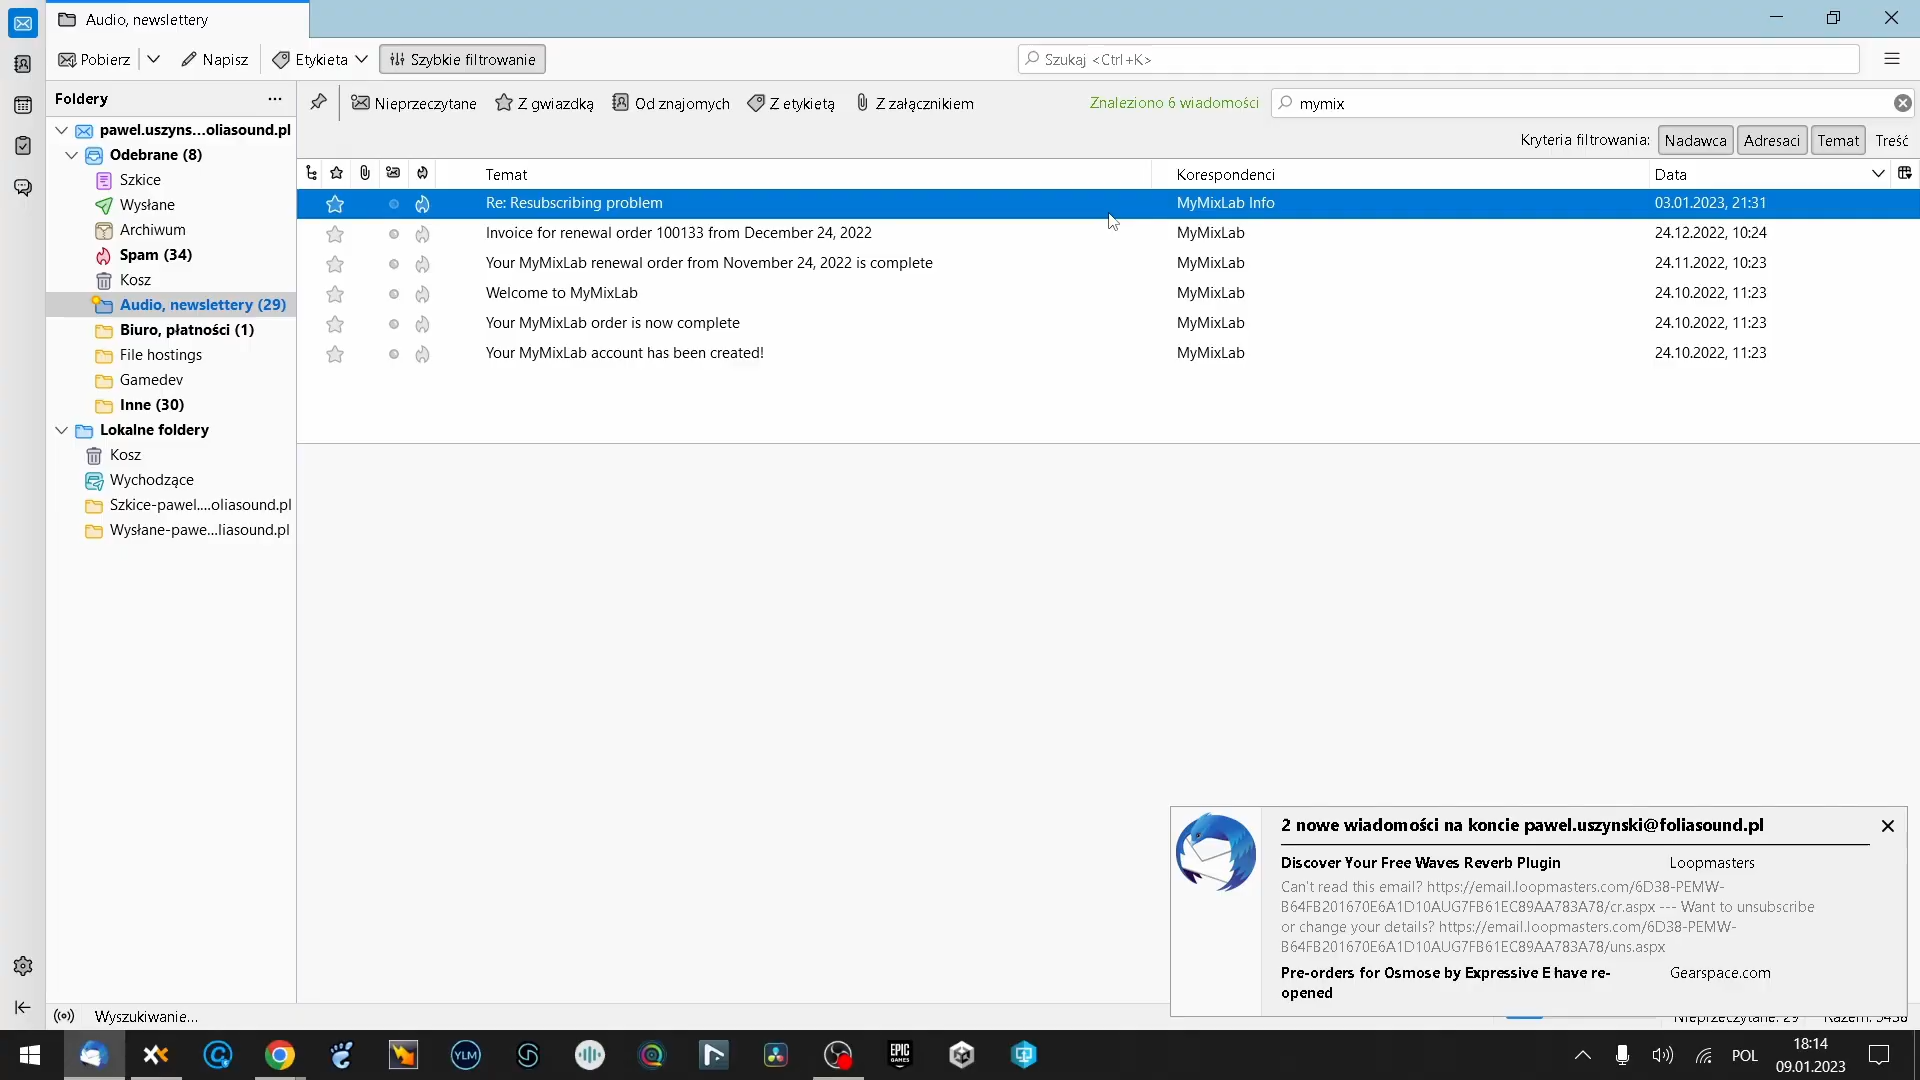 Audio, newslettery
Pobierz
Napisz
Etykieta
Szybkie filtrowanie
Szukaj <Ctrl+K>
Foldery
...
Nieprzeczytane
Z gwiazdką
Od znajomych
Z etykietą
Z załącznikiem
Znaleziono 6 wiadomości
mymix
Kryteria filtrowania:
Nadawca
Adresaci
Temat
Treść
pawel.uszyns...oliasound.pl
Odebrane (8)
Szkice
Wysłane
Archiwum
Spam (34)
Kosz
Audio, newslettery (29)
Biuro, płatności (1)
File hostings
Gamedev
Inne (30)
Lokalne foldery
Kosz
Wychodzące
Szkice-pawel....oliasound.pl
Wysłane-pawe...liasound.pl
Temat Korespondenci Data
Re: Resubscribing problem MyMixLab Info 03.01.2023, 21:31
Invoice for renewal order 100133 from December 24, 2022 MyMixLab 24.12.2022, 10:24
Your MyMixLab renewal order from November 24, 2022 is complete MyMixLab 24.11.2022, 10:23
Welcome to MyMixLab MyMixLab 24.10.2022, 11:23
Your MyMixLab order is now complete MyMixLab 24.10.2022, 11:23
Your MyMixLab account has been created! MyMixLab 24.10.2022, 11:23
2 nowe wiadomości na koncie pawel.uszynski@foliasound.pl
Discover Your Free Waves Reverb Plugin Loopmasters
Can't read this email? https://email.loopmasters.com/6D38-PEMW-
B64FB201670E6A1D10AUG7FB61EC89AA783A78/cr.aspx --- Want to unsubscribe
or change your details? https://email.loopmasters.com/6D38-PEMW-
B64FB201670E6A1D10AUG7FB61EC89AA783A78/uns.aspx
Pre-orders for Osmose by Expressive E have re-
opened
Gearspace.com
Wyszukiwanie...
Nieprzeczytane: 29
Razem: 5438
YLM
EPIC
GAMES
POL
18:14
09.01.2023